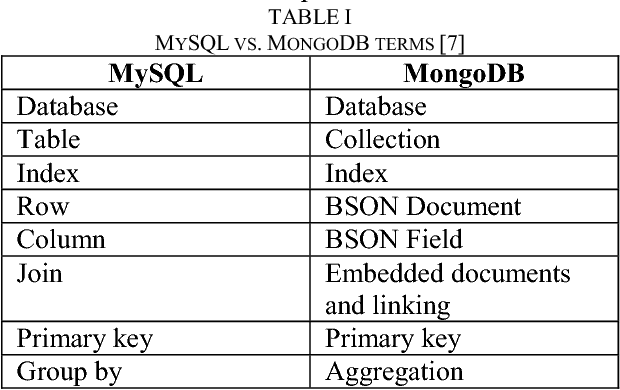 TABLE I
MYSQL VS. MONGODB TERMS [7]
MySQL MongoDB
Database Database
Table Collection
Index Index
Row BSON Document
Column BSON Field
Join Embedded documents
and linking
Primary key Primary key
Group by Aggregation